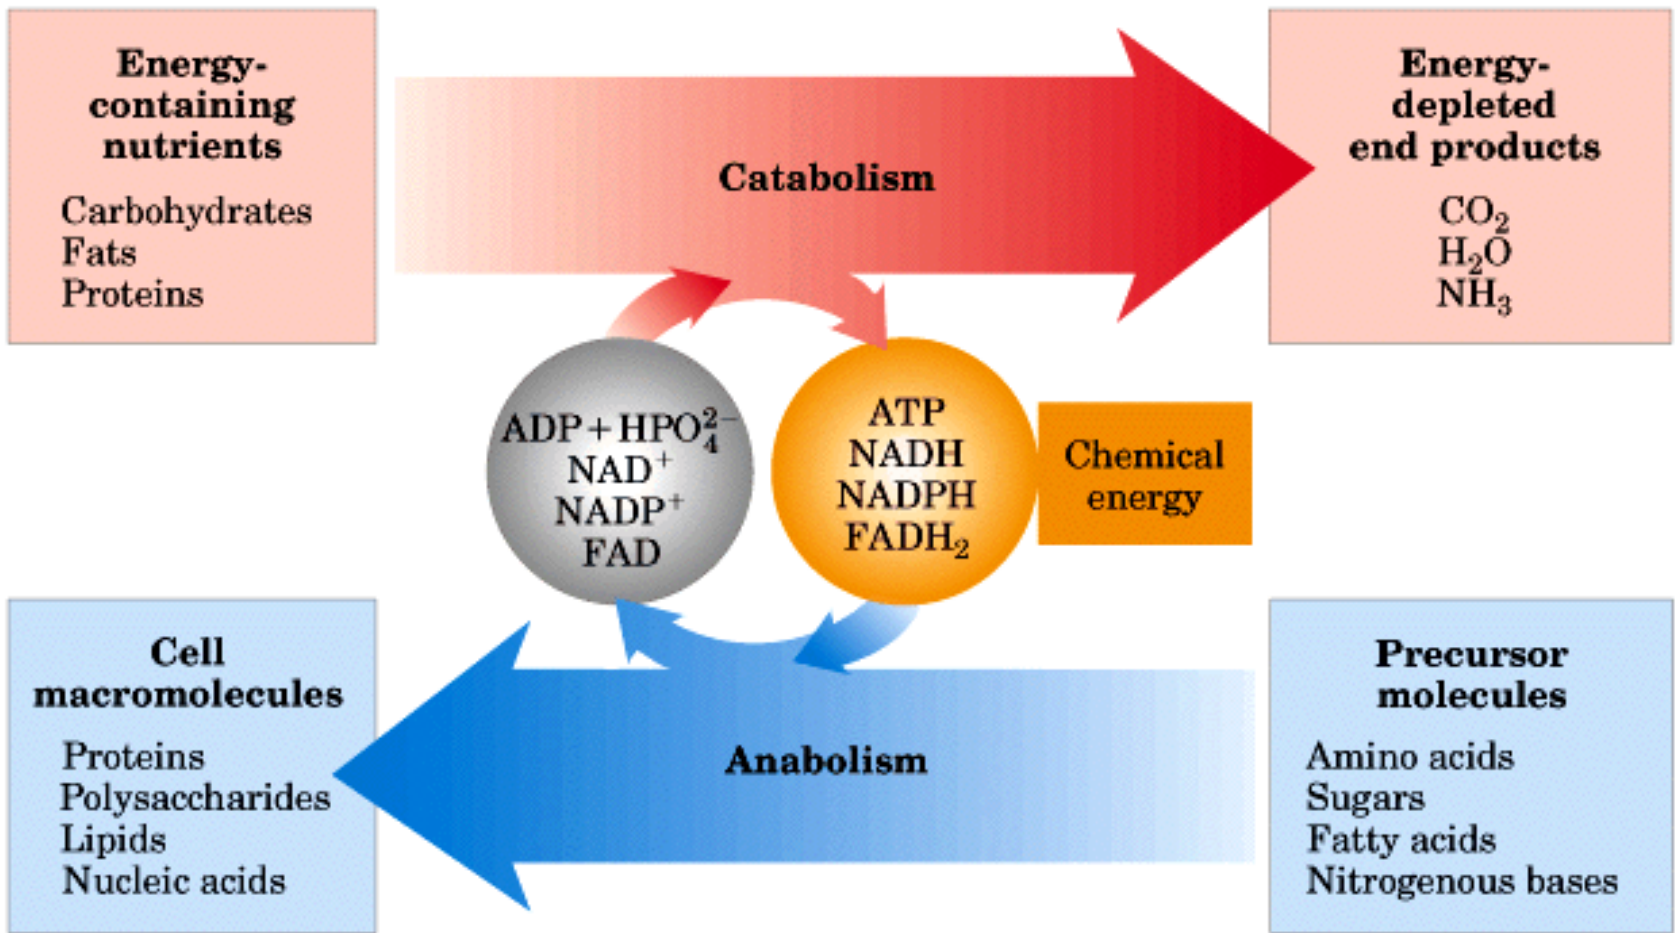 Energy-
containing
nutrients
Carbohydrates
Fats
Proteins
Catabolism
Energy-
depleted
end products
CO₂
H₂O
NH₃
ADP + HPO₄²⁻
NAD⁺
NADP⁺
FAD
ATP
NADH
NADPH
FADH₂
Chemical
energy
Cell
macromolecules
Proteins
Polysaccharides
Lipids
Nucleic acids
Anabolism
Precursor
molecules
Amino acids
Sugars
Fatty acids
Nitrogenous bases